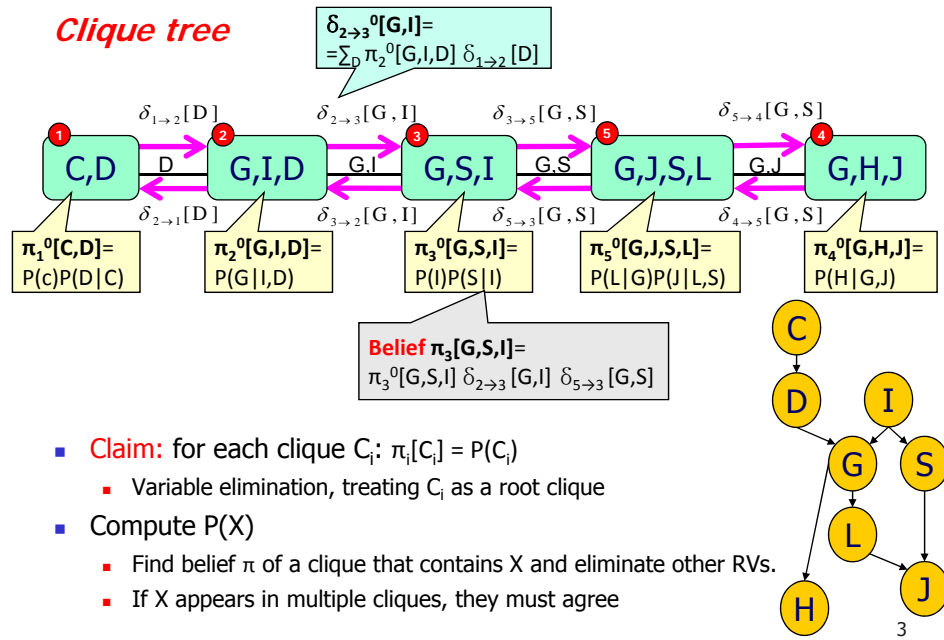 Clique tree
δ2→3⁰[G,I]=
=∑D π2⁰[G,I,D] δ1→2[D]
δ1→2[D]
δ2→3[G, I]
δ3→5[G, S]
δ5→4[G, S]
1
2
3
5
4
C,D
D
G,I,D
G,I
G,S,I
G,S
G,J,S,L
G,J
G,H,J
δ2→1[D]
δ3→2[G, I]
δ5→3[G, S]
δ4→5[G, S]
π1⁰[C,D]=
P(c)P(D|C)
π2⁰[G,I,D]=
P(G|I,D)
π3⁰[G,S,I]=
P(I)P(S|I)
π5⁰[G,J,S,L]=
P(L|G)P(J|L,S)
π4⁰[G,H,J]=
P(H|G,J)
Belief π3[G,S,I]=
π3⁰[G,S,I] δ2→3[G,I] δ5→3[G,S]
C
D
I
G
S
L
H
J
Claim: for each clique Ci: πi[Ci] = P(Ci)
Variable elimination, treating Ci as a root clique
Compute P(X)
Find belief π of a clique that contains X and eliminate other RVs.
If X appears in multiple cliques, they must agree
3